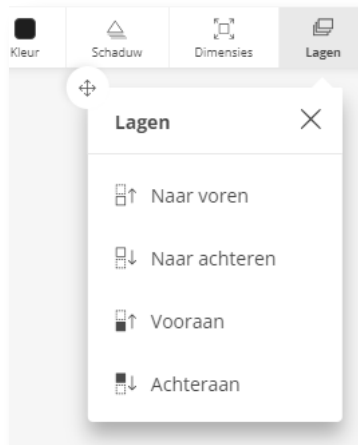 Kleur
Schaduw
Dimensies
Lagen
Lagen
Naar voren
Naar achteren
Vooraan
Achteraan